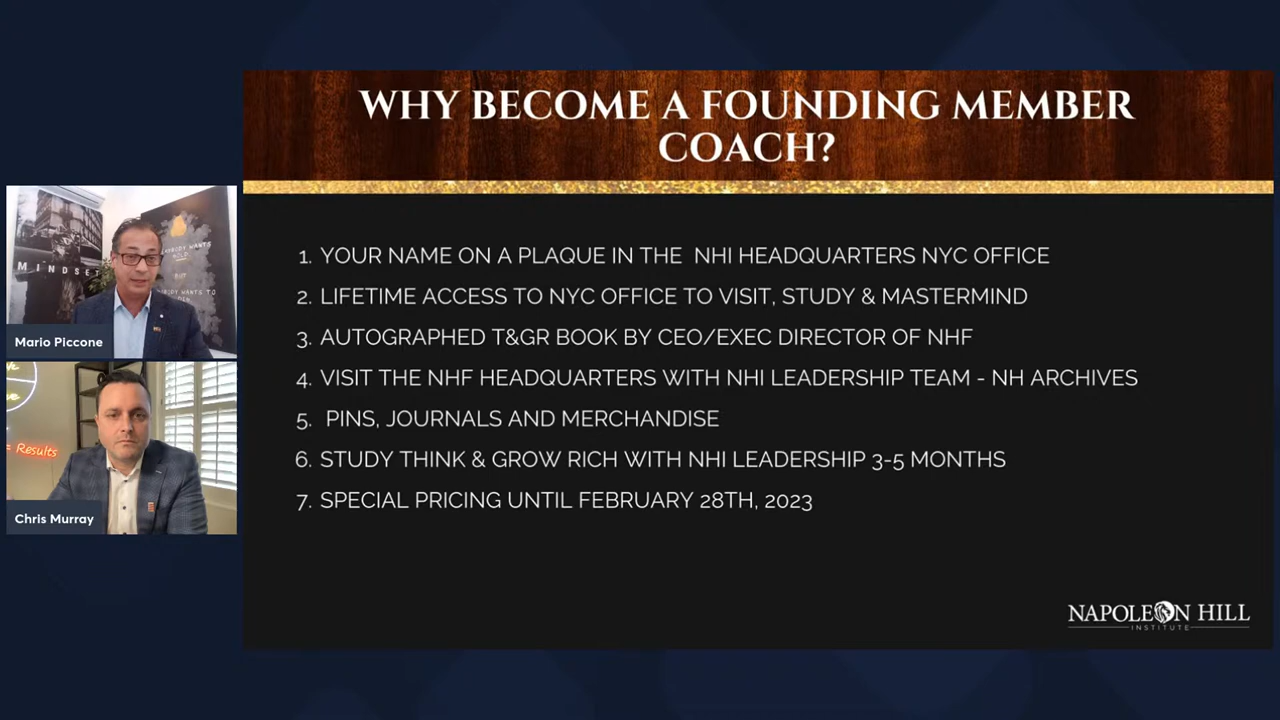 WHY BECOME A FOUNDING MEMBER
COACH?
1. YOUR NAME ON A PLAQUE IN THE NHI HEADQUARTERS NYC OFFICE
2. LIFETIME ACCESS TO NYC OFFICE TO VISIT, STUDY & MASTERMIND
3. AUTOGRAPHED T&GR BOOK BY CEO/EXEC DIRECTOR OF NHF
4. VISIT THE NHF HEADQUARTERS WITH NHI LEADERSHIP TEAM - NH ARCHIVES
5. PINS, JOURNALS AND MERCHANDISE
6. STUDY THINK & GROW RICH WITH NHI LEADERSHIP 3-5 MONTHS
7. SPECIAL PRICING UNTIL FEBRUARY 28TH, 2023
NAPOLEON HILL
INSTITUTE
MINDSET
WANTS
WANTS TO
Mario Piccone
= Results
Chris Murray